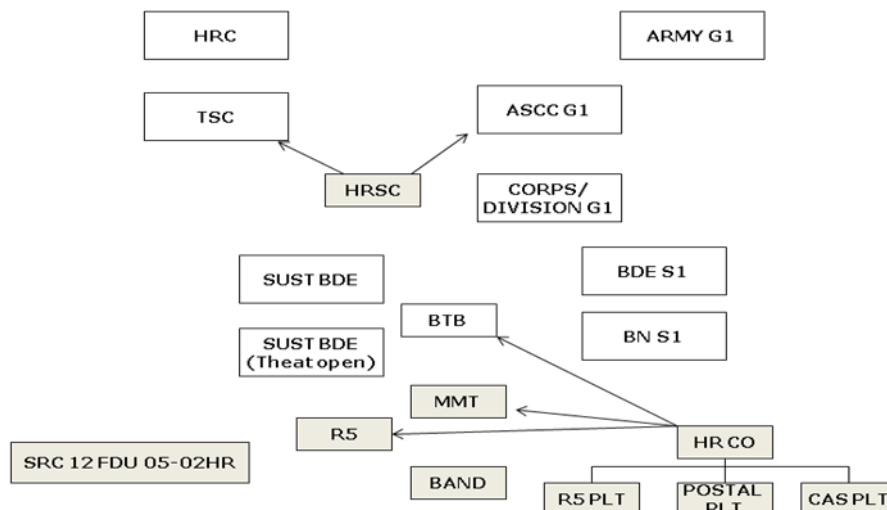 HRC
ARMY G1
TSC
ASCC G1
HRSC
CORPS/
DIVISION G1
SUST BDE
BDE S1
BTB
BN S1
SUST BDE
(Theat open)
MMT
R5
HR CO
SRC 12 FDU 05-02HR
BAND
R5 PLT
POSTAL
PLT
CAS PLT